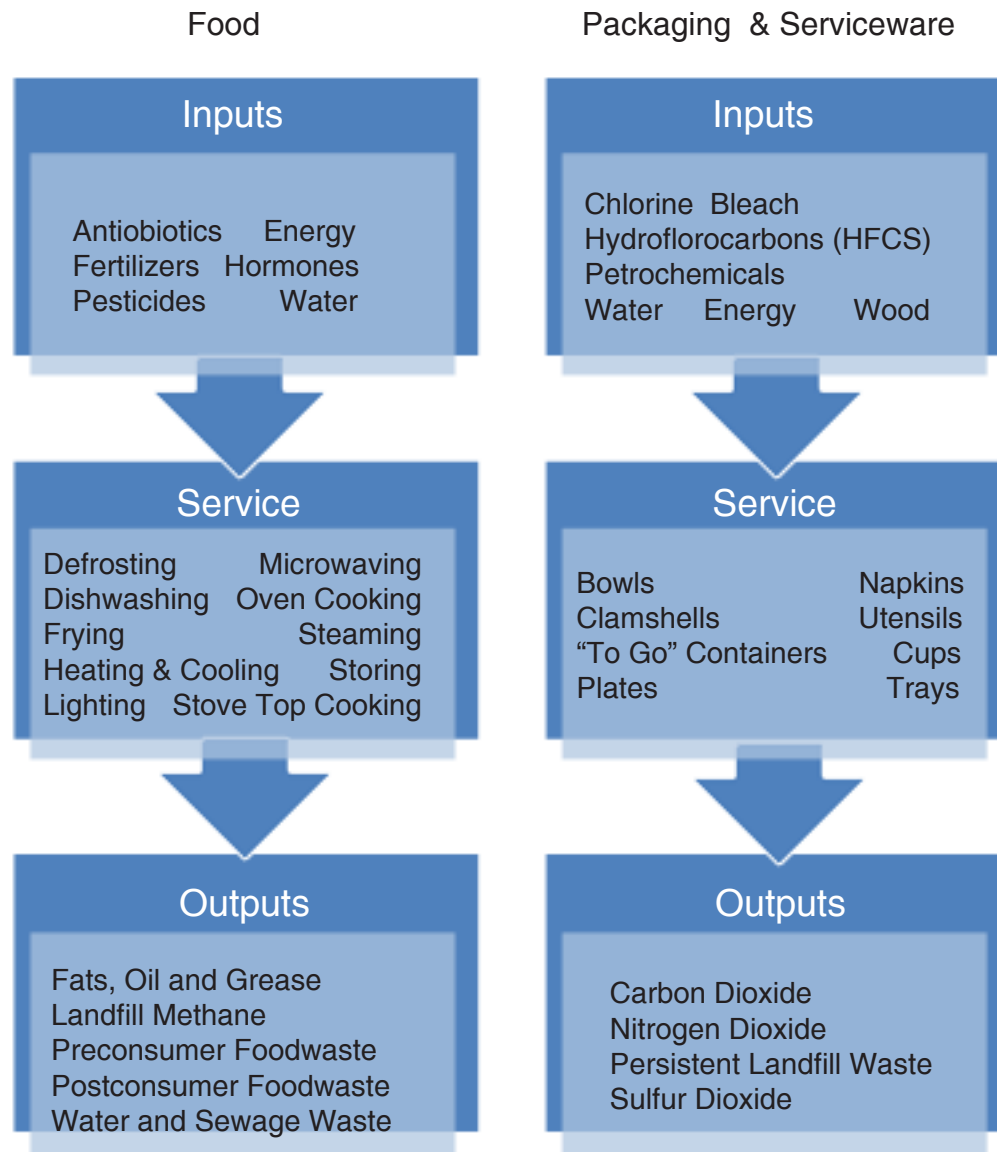 Food
Inputs
Antiobiotics Energy
Fertilizers Hormones
Pesticides Water
Service
Defrosting Microwaving
Dishwashing Oven Cooking
Frying Steaming
Heating & Cooling Storing
Lighting Stove Top Cooking
Outputs
Fats, Oil and Grease
Landfill Methane
Preconsumer Foodwaste
Postconsumer Foodwaste
Water and Sewage Waste
Packaging & Serviceware
Inputs
Chlorine Bleach
Hydroflorocarbons (HFCS)
Petrochemicals
Water Energy Wood
Service
Bowls Napkins
Clamshells Utensils
“To Go” Containers Cups
Plates Trays
Outputs
Carbon Dioxide
Nitrogen Dioxide
Persistent Landfill Waste
Sulfur Dioxide